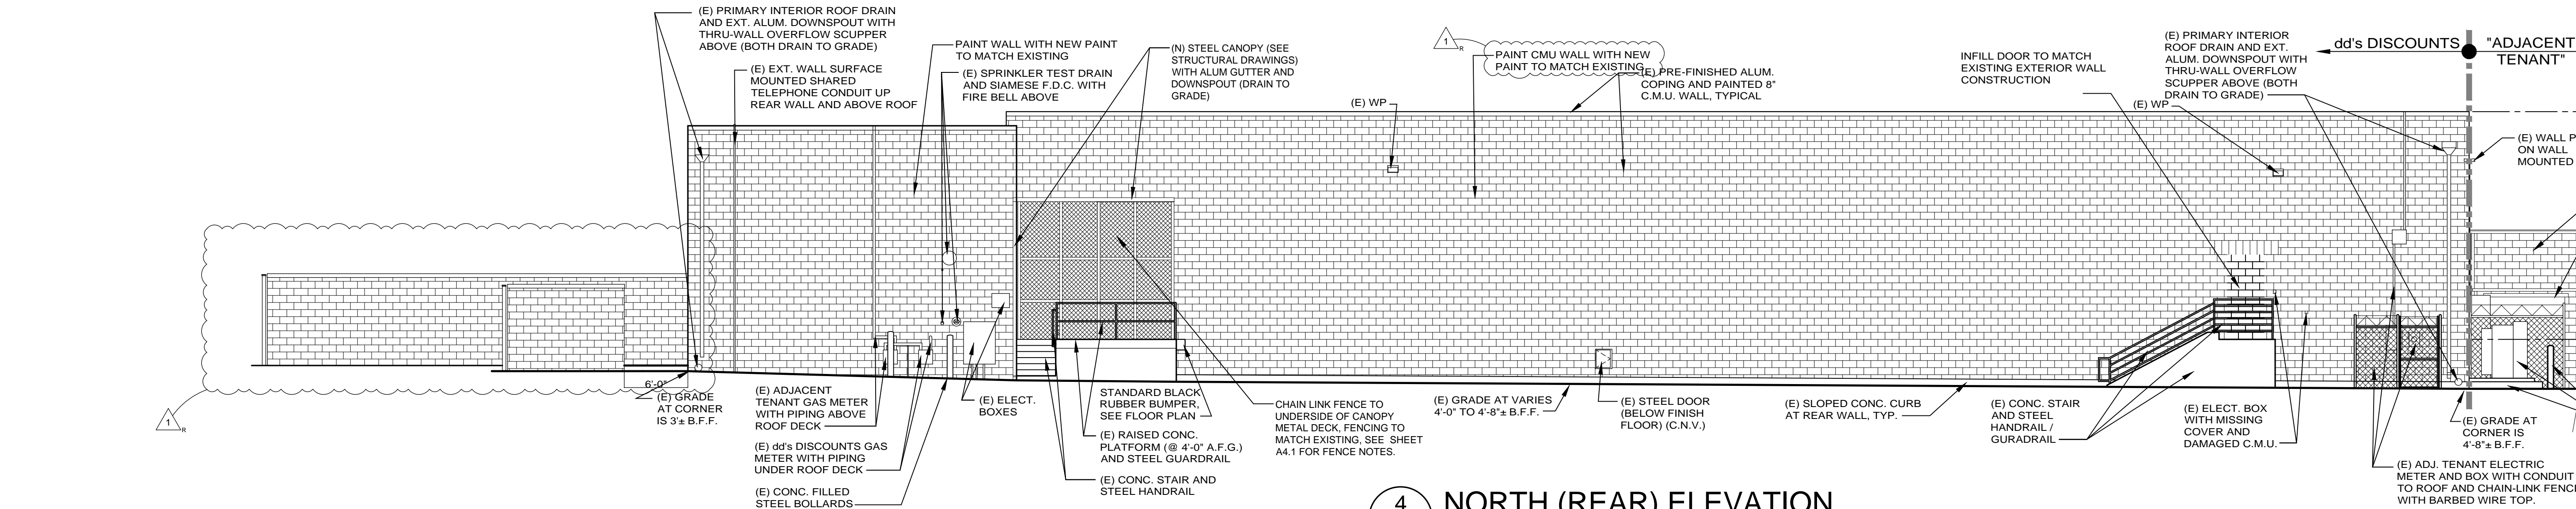 (E) PRIMARY INTERIOR ROOF DRAIN
AND EXT. ALUM. DOWNSPOUT WITH
THRU-WALL OVERFLOW SCUPPER
ABOVE (BOTH DRAIN TO GRADE)
(E) EXT. WALL SURFACE
MOUNTED SHARED
TELEPHONE CONDUIT UP
REAR WALL AND ABOVE ROOF
PAINT WALL WITH NEW PAINT
TO MATCH EXISTING
(E) SPRINKLER TEST DRAIN
AND SIAMESE F.D.C. WITH
FIRE BELL ABOVE
(N) STEEL CANOPY (SEE
STRUCTURAL DRAWINGS)
WITH ALUM GUTTER AND
DOWNSPOUT (DRAIN TO
GRADE)
(E) WP
1
R
PAINT CMU WALL WITH NEW
PAINT TO MATCH EXISTING
(E) PRE-FINISHED ALUM.
COPING AND PAINTED 8"
C.M.U. WALL, TYPICAL
INFILL DOOR TO MATCH
EXISTING EXTERIOR WALL
CONSTRUCTION
(E) PRIMARY INTERIOR
ROOF DRAIN AND EXT.
ALUM. DOWNSPOUT WITH
THRU-WALL OVERFLOW
SCUPPER ABOVE (BOTH
DRAIN TO GRADE)
(E) WP
dd's DISCOUNTS
"ADJACENT
TENANT"
(E) WALL P
ON WALL
MOUNTED
1
R
6'-0"
(E) GRADE
AT CORNER
IS 3'± B.F.F.
(E) ADJACENT
TENANT GAS METER
WITH PIPING ABOVE
ROOF DECK
(E) dd's DISCOUNTS GAS
METER WITH PIPING
UNDER ROOF DECK
(E) CONC. FILLED
STEEL BOLLARDS
(E) ELECT.
BOXES
STANDARD BLACK
RUBBER BUMPER,
SEE FLOOR PLAN
(E) RAISED CONC.
PLATFORM (@ 4'-0" A.F.G.)
AND STEEL GUARDRAIL
(E) CONC. STAIR AND
STEEL HANDRAIL
CHAIN LINK FENCE TO
UNDERSIDE OF CANOPY
METAL DECK, FENCING TO
MATCH EXISTING, SEE SHEET
A4.1 FOR FENCE NOTES.
(E) GRADE AT VARIES
4'-0" TO 4'-8"± B.F.F.
(E) STEEL DOOR
(BELOW FINISH
FLOOR) (C.N.V.)
(E) SLOPED CONC. CURB
AT REAR WALL, TYP.
(E) CONC. STAIR
AND STEEL
HANDRAIL /
GURADRAIL
(E) ELECT. BOX
WITH MISSING
COVER AND
DAMAGED C.M.U.
(E) GRADE AT
CORNER IS
4'-8"± B.F.F.
(E) ADJ. TENANT ELECTRIC
METER AND BOX WITH CONDUIT
TO ROOF AND CHAIN-LINK FENCE
WITH BARBED WIRE TOP.
4
NORTH (REAR) ELEVATION